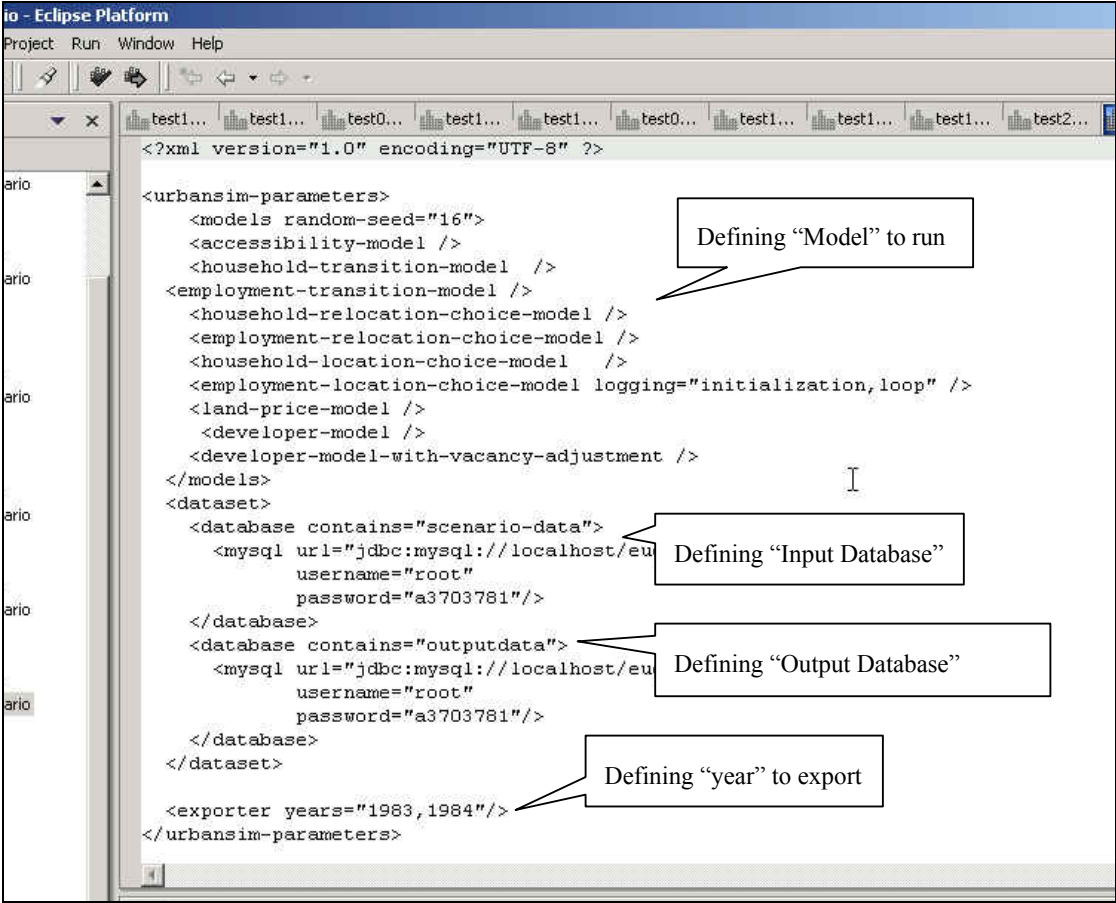 io - Eclipse Platform
Project Run Window Help
test1... test1... test0... test1... test1... test0... test1... test1... test1... test2...
<?xml version="1.0" encoding="UTF-8" ?>
ario
<urbansim-parameters>
<models random-seed="16">
<accessibility-model />
Defining “Model” to run
<household-transition-model />
ario
<employment-transition-model />
<household-relocation-choice-model />
<employment-relocation-choice-model />
<household-location-choice-model />
<employment-location-choice-model logging="initialization,loop" />
ario
<land-price-model />
<developer-model />
<developer-model-with-vacancy-adjustment />
</models>
<dataset>
ario
<database contains="scenario-data">
<mysql url="jdbc:mysql://localhost/eu
Defining “Input Database”
username="root"
password="a3703781"/>
ario
</database>
<database contains="outputdata">
<mysql url="jdbc:mysql://localhost/eu
Defining “Output Database”
username="root"
ario
password="a3703781"/>
</database>
</dataset>
Defining “year” to export
<exporter years="1983,1984"/>
</urbansim-parameters>